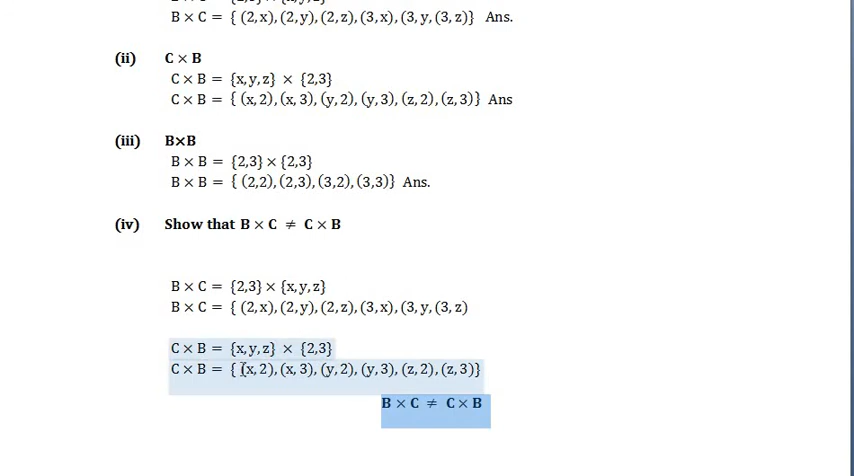 B × C = { (2,x), (2,y), (2,z), (3,x), (3,y, (3,z)} Ans.
(ii) C × B
C × B = {x,y,z} × {2,3}
C × B = { (x,2), (x,3), (y,2), (y,3), (z,2), (z,3)} Ans
(iii) B×B
B × B = {2,3} × {2,3}
B × B = { (2,2), (2,3), (3,2), (3,3)} Ans.
(iv) Show that B × C ≠ C × B
B × C = {2,3} × {x,y,z}
B × C = { (2,x), (2,y), (2,z), (3,x), (3,y, (3,z)
C × B = {x,y,z} × {2,3}
C × B = { (x,2), (x,3), (y,2), (y,3), (z,2), (z,3)}
B × C ≠ C × B